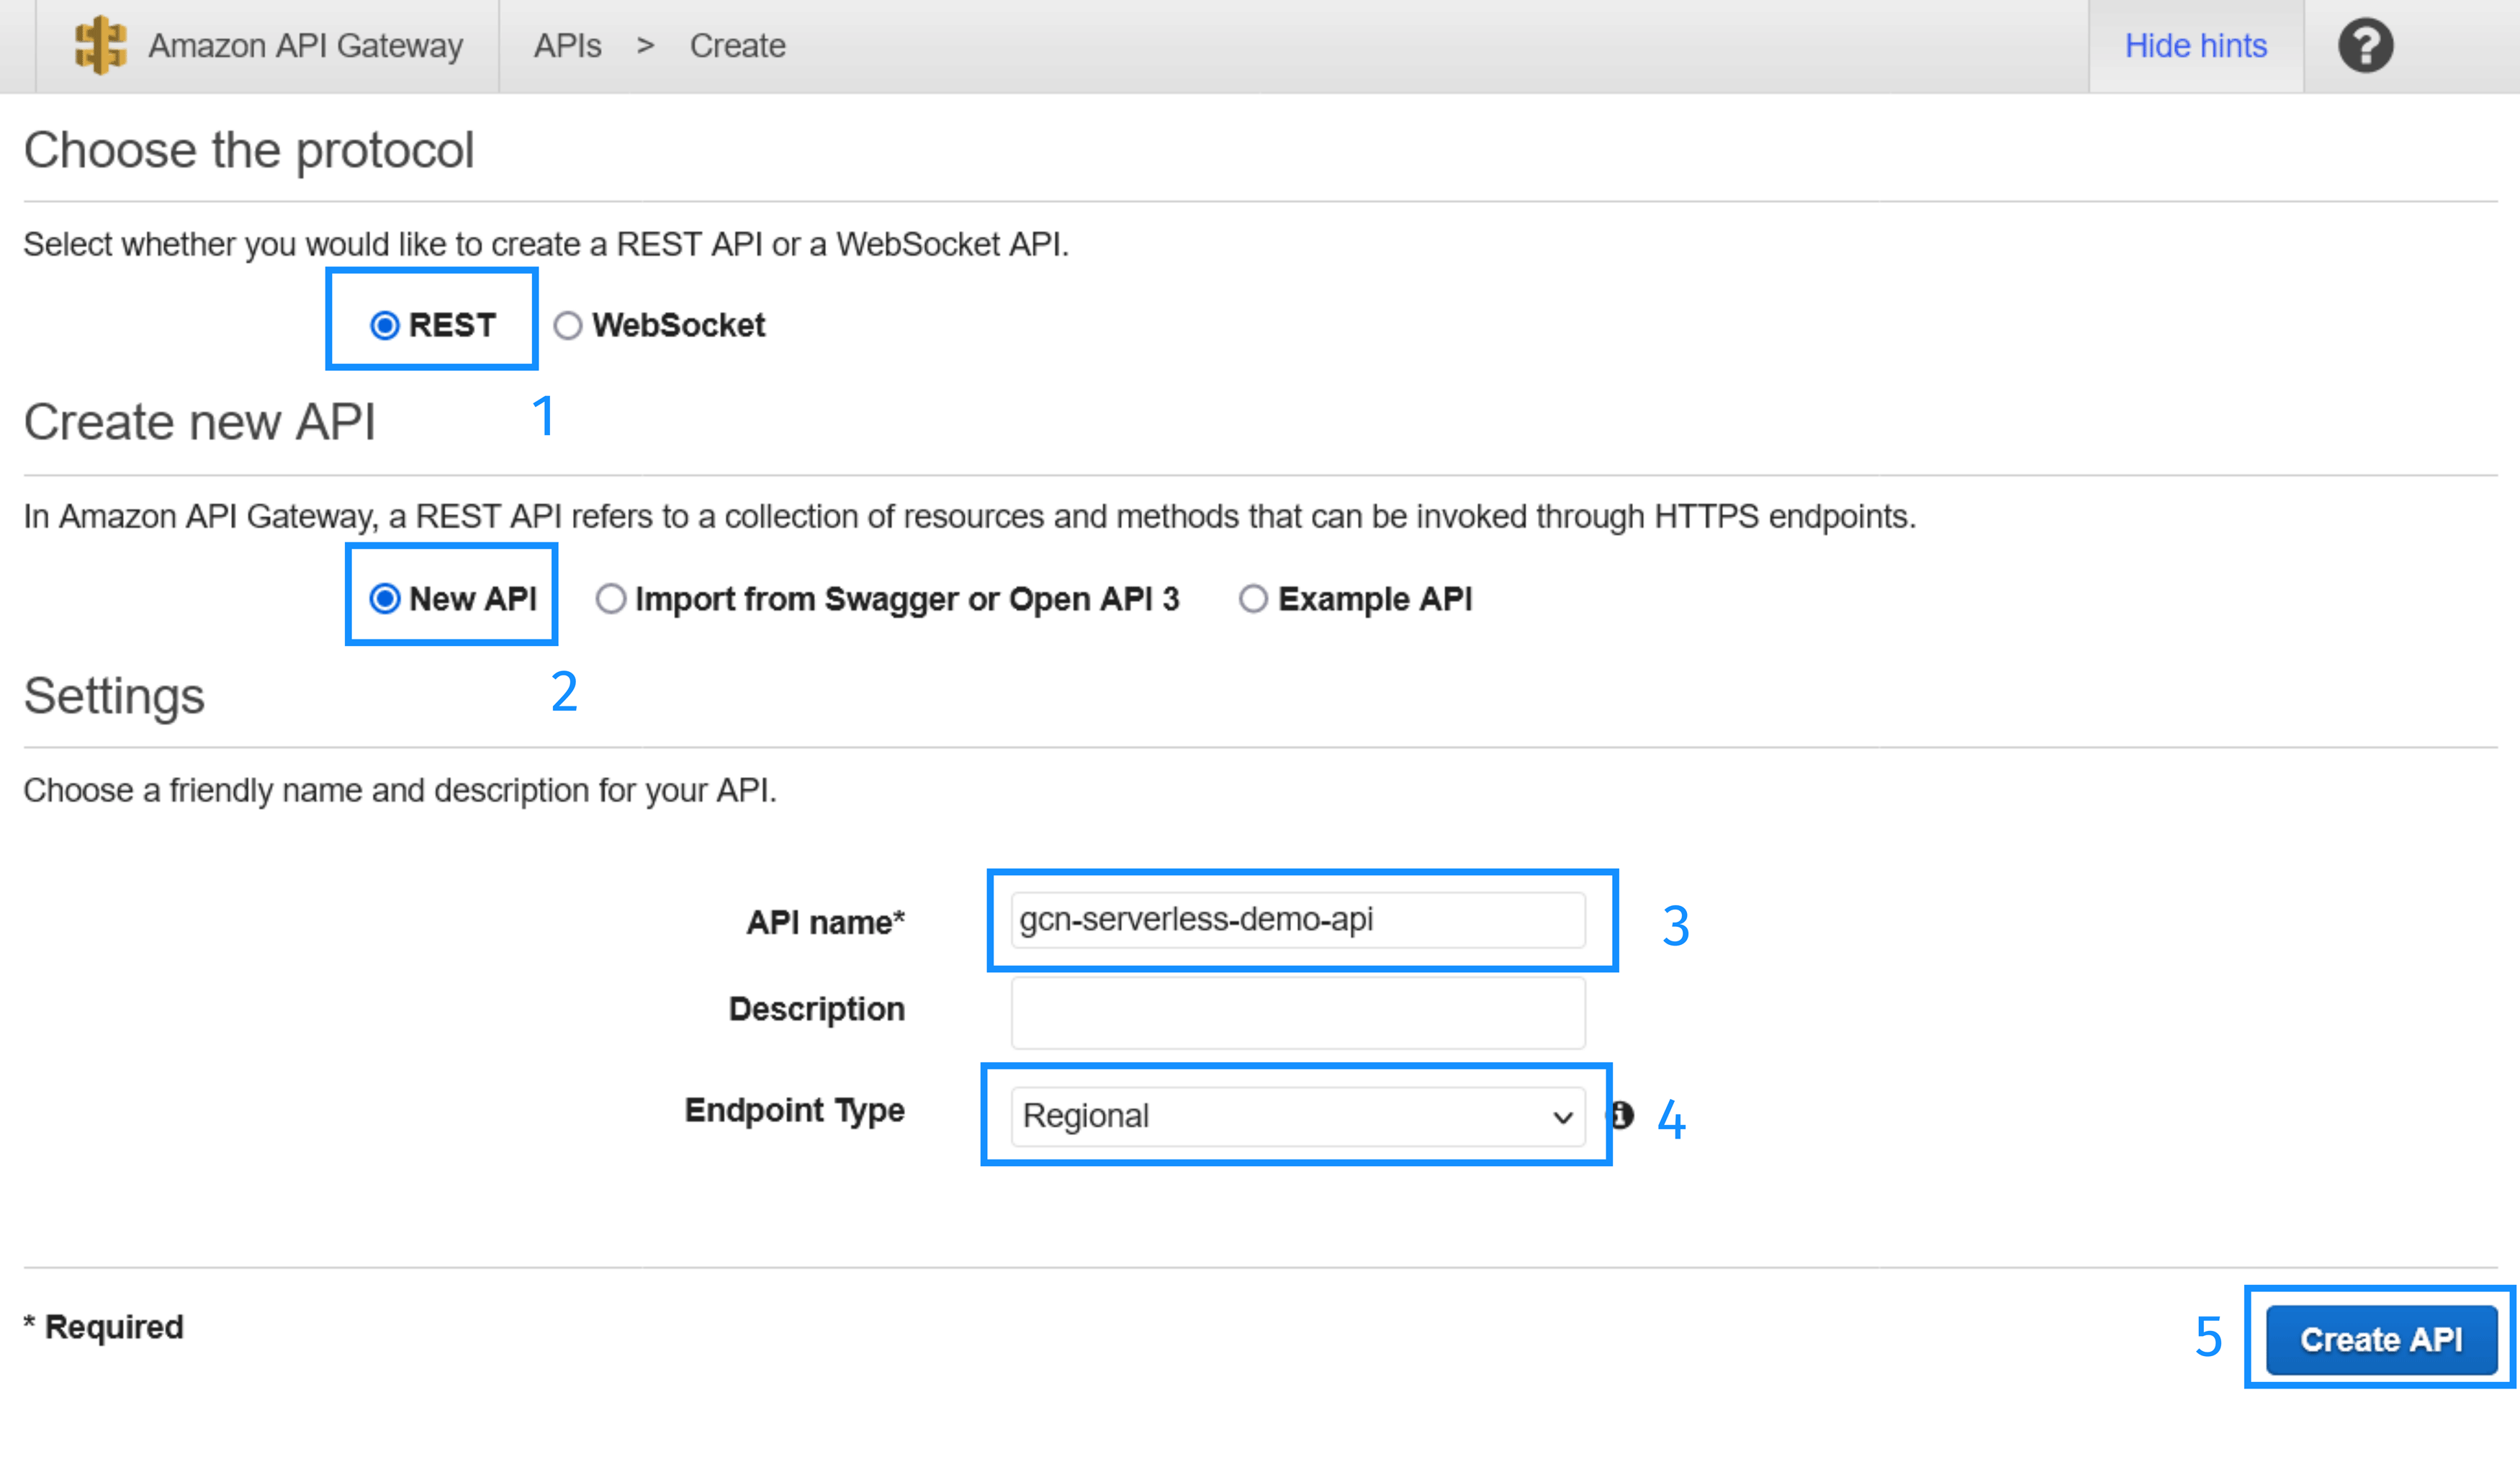 Amazon API Gateway APIs > Create Hide hints ?
Choose the protocol
Select whether you would like to create a REST API or a WebSocket API.
REST WebSocket
1
Create new API
In Amazon API Gateway, a REST API refers to a collection of resources and methods that can be invoked through HTTPS endpoints.
New API Import from Swagger or Open API 3 Example API
2
Settings
Choose a friendly name and description for your API.
API name* gcn-serverless-demo-api 3
Description
Endpoint Type Regional i 4
* Required 5 Create API